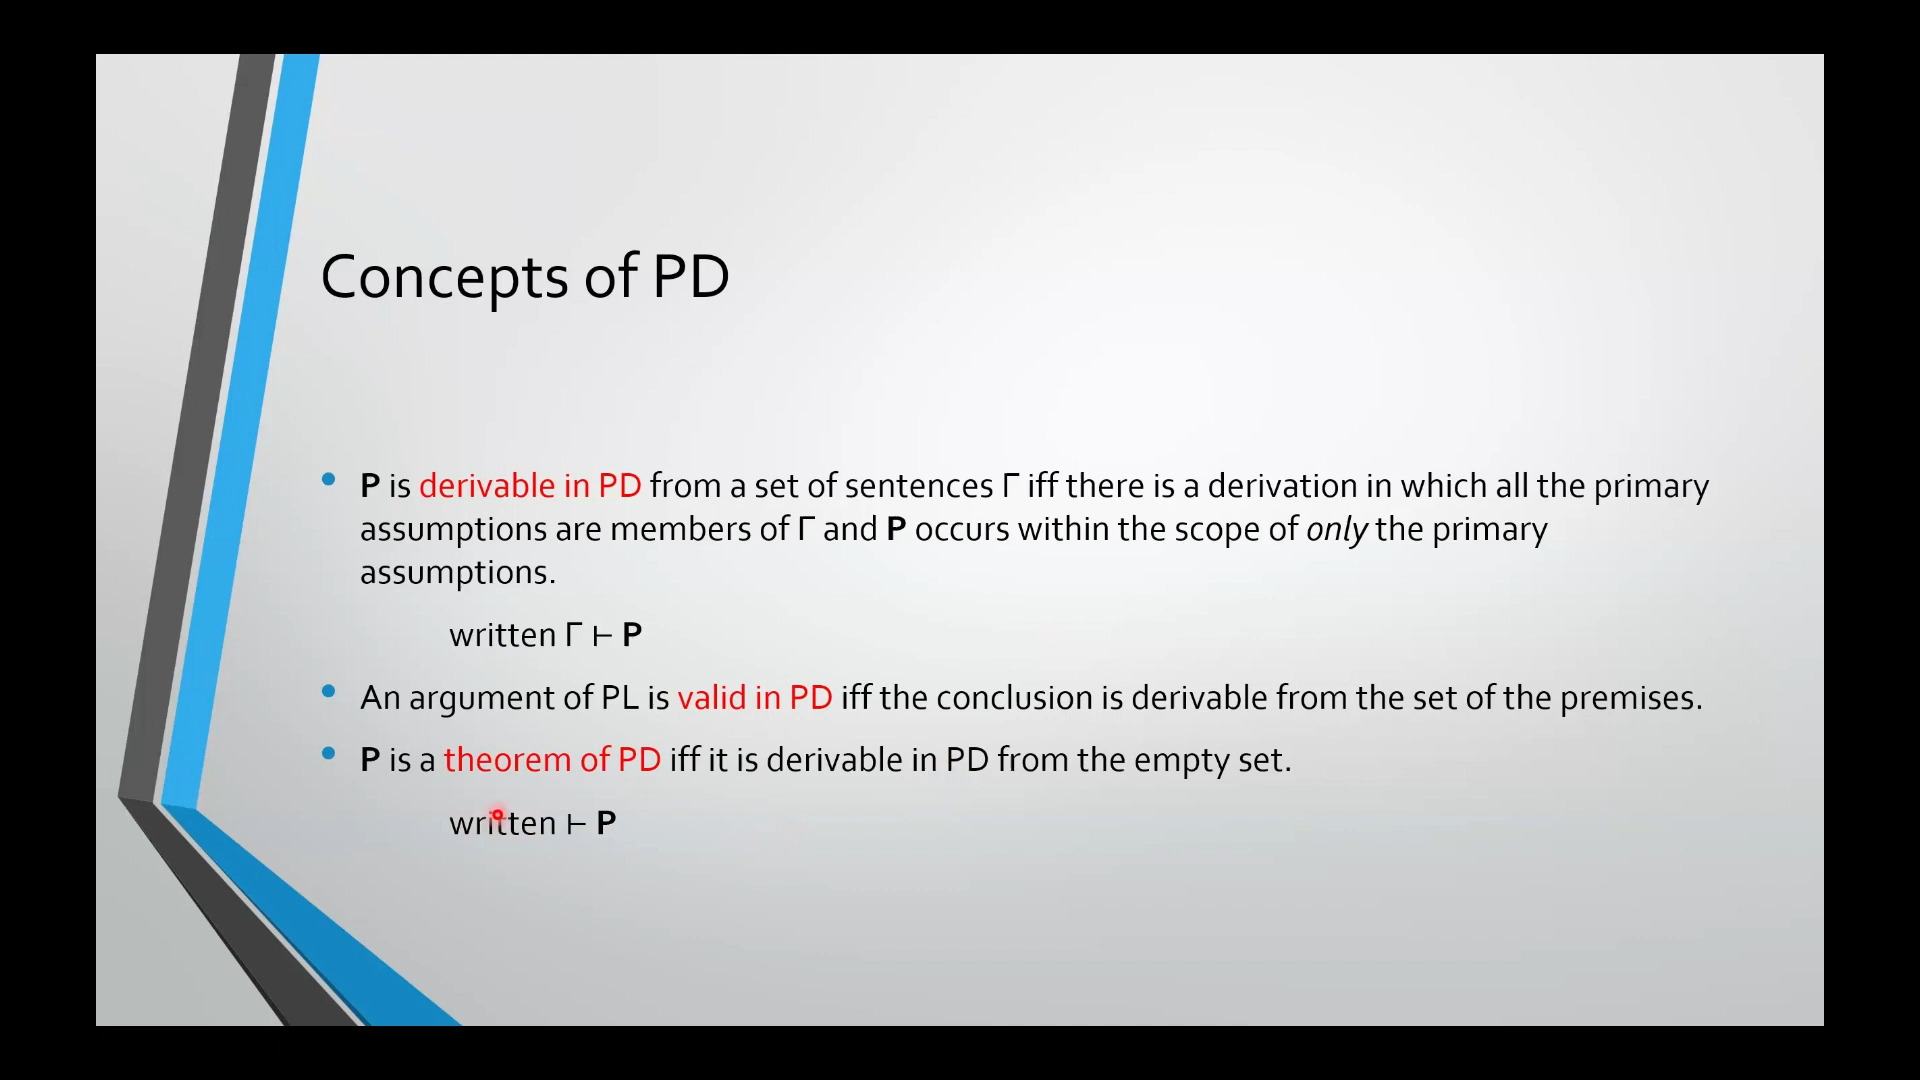 Concepts of PD
• P is derivable in PD from a set of sentences Γ iff there is a derivation in which all the primary
assumptions are members of Γ and P occurs within the scope of only the primary
assumptions.
written Γ ⊢ P
• An argument of PL is valid in PD iff the conclusion is derivable from the set of the premises.
• P is a theorem of PD iff it is derivable in PD from the empty set.
written ⊢ P